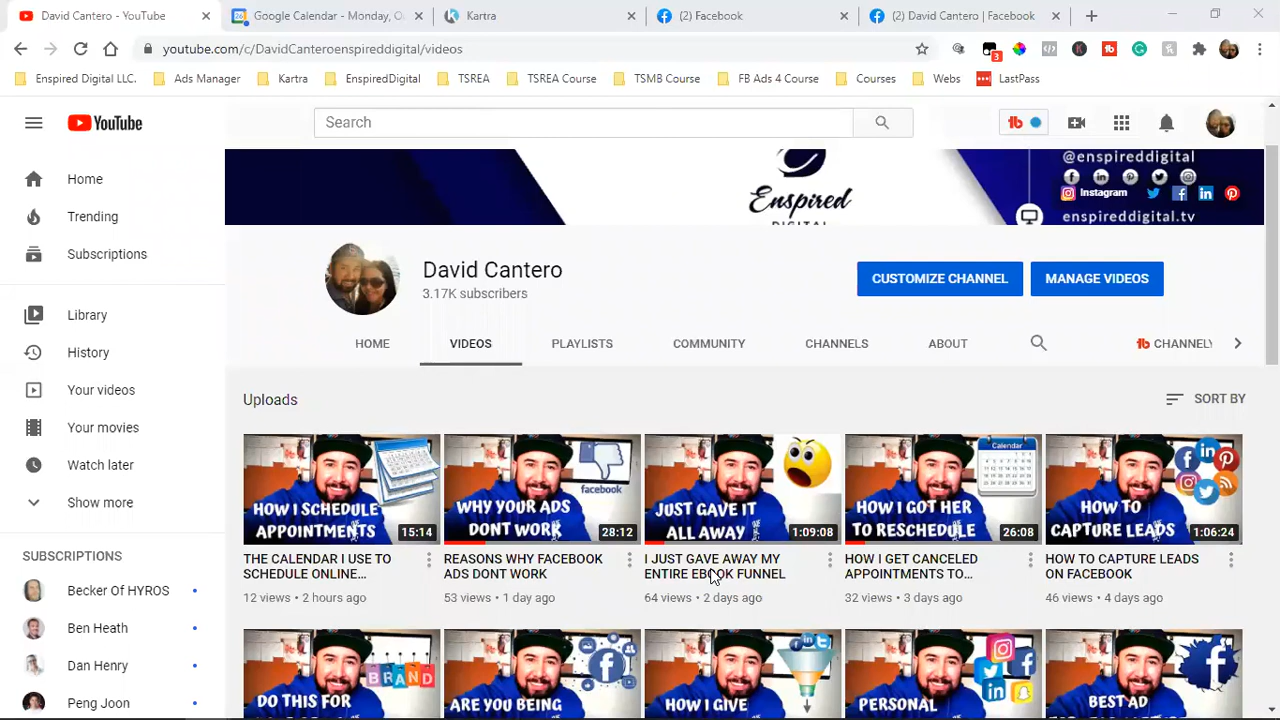 David Cantero - YouTube
Google Calendar - Monday, O
Kartra
(2) Facebook
(2) David Cantero | Facebook
youtube.com/c/DavidCanteroenspireddigital/videos
3
Enspired Digital LLC.
Ads Manager
Kartra
EnspiredDigital
TSREA
TSREA Course
TSMB Course
FB Ads 4 Course
Courses
Webs
LastPass
YouTube
Search
tb
Home
Trending
Subscriptions
Library
History
Your videos
Your movies
Watch later
Show more
SUBSCRIPTIONS
Becker Of HYROS
Ben Heath
Dan Henry
Peng Joon
Enspired
DIGITAL
@enspireddigital
Instagram
enspireddigital.tv
David Cantero
3.17K subscribers
CUSTOMIZE CHANNEL
MANAGE VIDEOS
HOME
VIDEOS
PLAYLISTS
COMMUNITY
CHANNELS
ABOUT
tb CHANNELY
Uploads
SORT BY
HOW I SCHEDULE
APPOINTMENTS
15:14
THE CALENDAR I USE TO
SCHEDULE ONLINE...
12 views • 2 hours ago
facebook
WHY YOUR ADS
DONT WORK
28:12
REASONS WHY FACEBOOK
ADS DONT WORK
53 views • 1 day ago
JUST GAVE IT
ALL AWAY
1:09:08
I JUST GAVE AWAY MY
ENTIRE EBOOK FUNNEL
64 views • 2 days ago
Calendar
HOW I GOT HER
TO RESCHEDULE
26:08
HOW I GET CANCELED
APPOINTMENTS TO...
32 views • 3 days ago
HOW TO
CAPTURE LEADS
1:06:24
HOW TO CAPTURE LEADS
ON FACEBOOK
46 views • 4 days ago
BRAND
DO THIS FOR
ARE YOU BEING
HOW I GIVE
PERSONAL
BEST AD